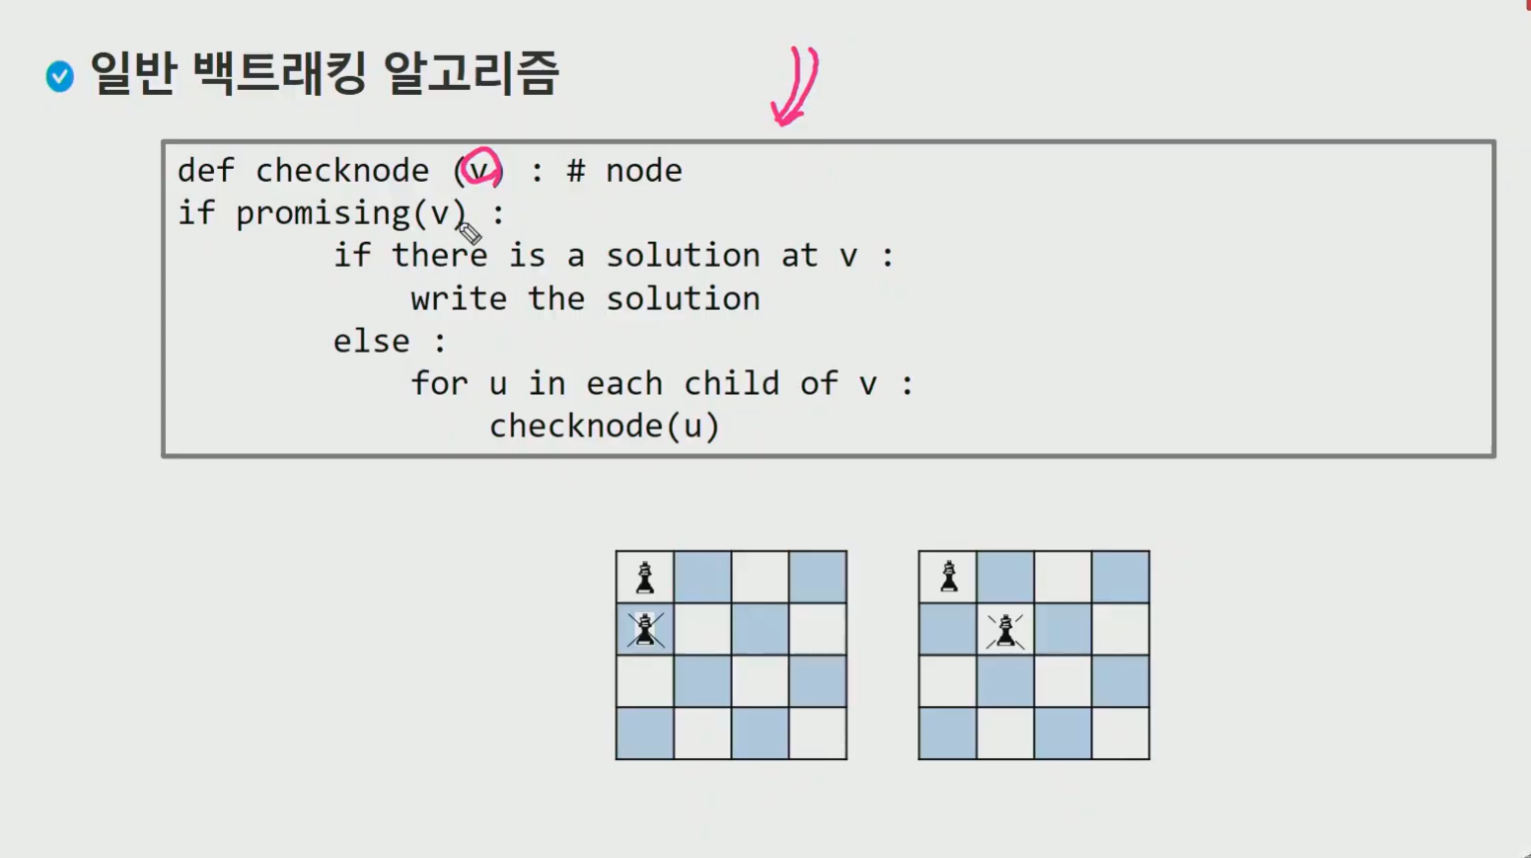 일반 백트래킹 알고리즘
def checknode (v) : # node
if promising(v) :
if there is a solution at v :
write the solution
else :
for u in each child of v :
checknode(u)